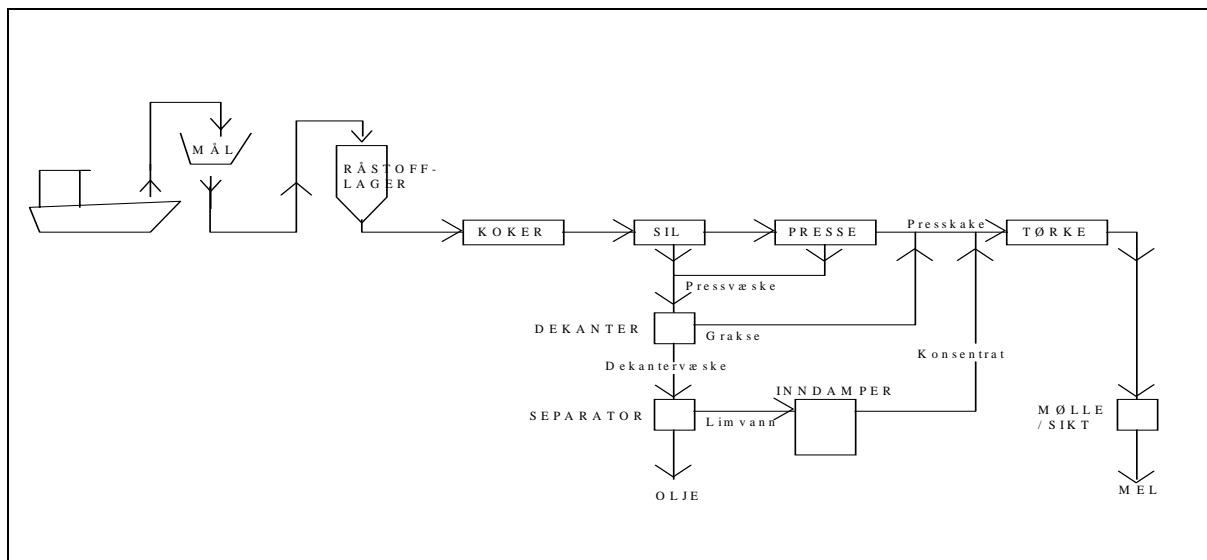 MÅL
RÅSTOFF-
LAGER
KOKER
SIL
PRESSE
Presskake
TØRKE
Pressvæske
DEKANTER
Grakse
Dekantervæske
Konsentrat
INNDAMPER
SEPARATOR
Limvann
MØLLE
/SIKT
OLJE
MEL